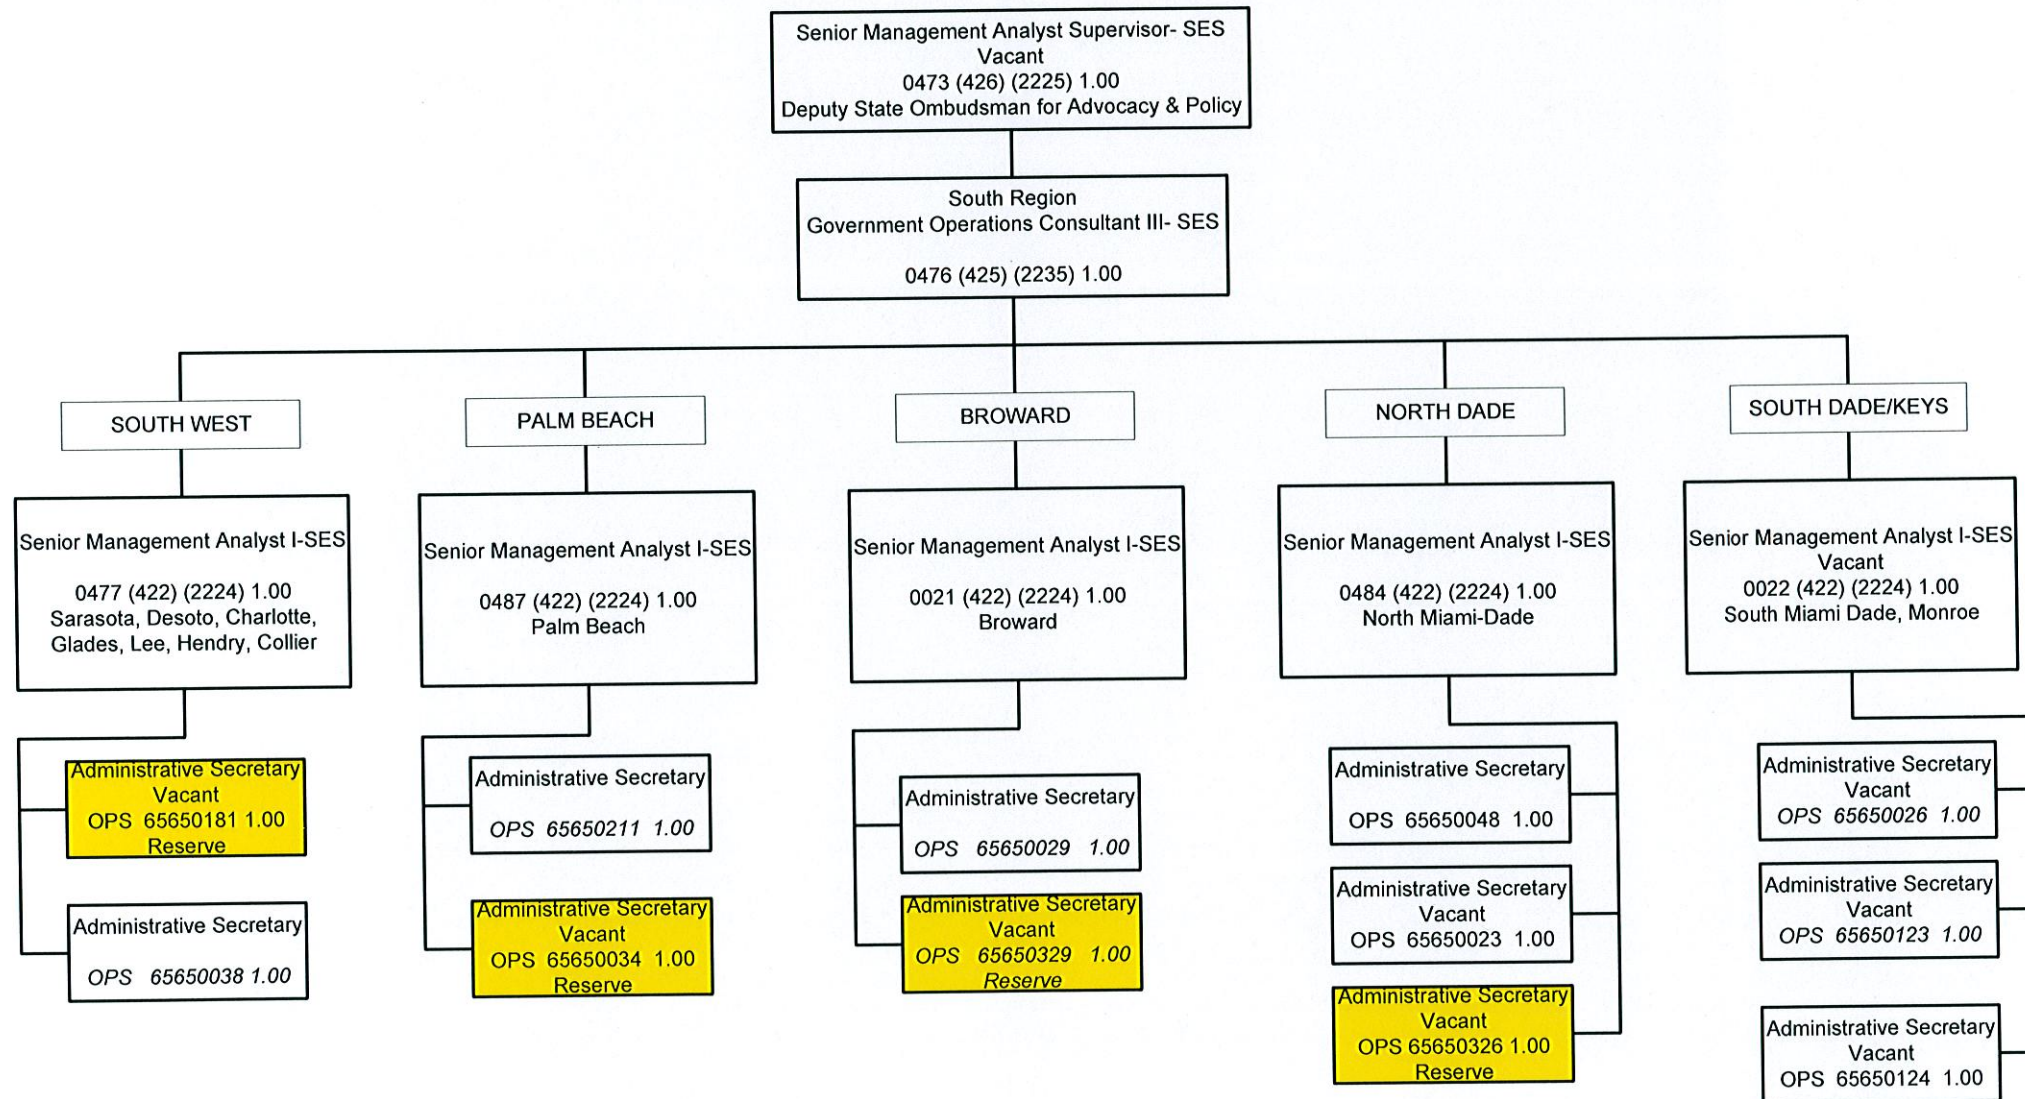 Senior Management Analyst Supervisor- SES
Vacant
0473 (426) (2225) 1.00
Deputy State Ombudsman for Advocacy & Policy
South Region
Government Operations Consultant III- SES
0476 (425) (2235) 1.00
SOUTH WEST
PALM BEACH
BROWARD
NORTH DADE
SOUTH DADE/KEYS
Senior Management Analyst I-SES
0477 (422) (2224) 1.00
Sarasota, Desoto, Charlotte,
Glades, Lee, Hendry, Collier
Senior Management Analyst I-SES
0487 (422) (2224) 1.00
Palm Beach
Senior Management Analyst I-SES
0021 (422) (2224) 1.00
Broward
Senior Management Analyst I-SES
0484 (422) (2224) 1.00
North Miami-Dade
Senior Management Analyst I-SES
Vacant
0022 (422) (2224) 1.00
South Miami Dade, Monroe
Administrative Secretary
Vacant
OPS 65650181 1.00
Reserve
Administrative Secretary
OPS 65650038 1.00
Administrative Secretary
OPS 65650211 1.00
Administrative Secretary
Vacant
OPS 65650034 1.00
Reserve
Administrative Secretary
OPS 65650029 1.00
Administrative Secretary
Vacant
OPS 65650329 1.00
Reserve
Administrative Secretary
OPS 65650048 1.00
Administrative Secretary
Vacant
OPS 65650023 1.00
Administrative Secretary
Vacant
OPS 65650326 1.00
Reserve
Administrative Secretary
Vacant
OPS 65650026 1.00
Administrative Secretary
Vacant
OPS 65650123 1.00
Administrative Secretary
Vacant
OPS 65650124 1.00